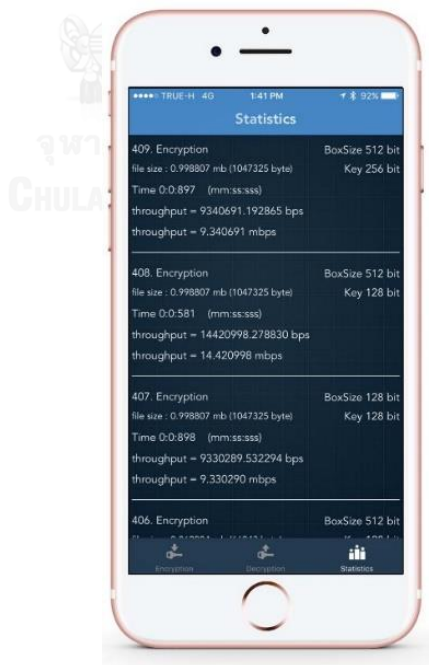 จุฬา
CHULA
TRUE-H 4G 1:41 PM 92%
Statistics
409. Encryption BoxSize 512 bit
file size : 0.998807 mb (1047325 byte) Key 256 bit
Time 0:0:897 (mm:ss:sss)
throughput = 9340691.192865 bps
throughput = 9.340691 mbps
408. Encryption BoxSize 512 bit
file size : 0.998807 mb (1047325 byte) Key 128 bit
Time 0:0:581 (mm:ss:sss)
throughput = 14420998.278830 bps
throughput = 14.420998 mbps
407. Encryption BoxSize 128 bit
file size : 0.998807 mb (1047325 byte) Key 128 bit
Time 0:0:898 (mm:ss:sss)
throughput = 9330289.532294 bps
throughput = 9.330290 mbps
406. Encryption BoxSize 512 bit
Encryption Decryption Statistics